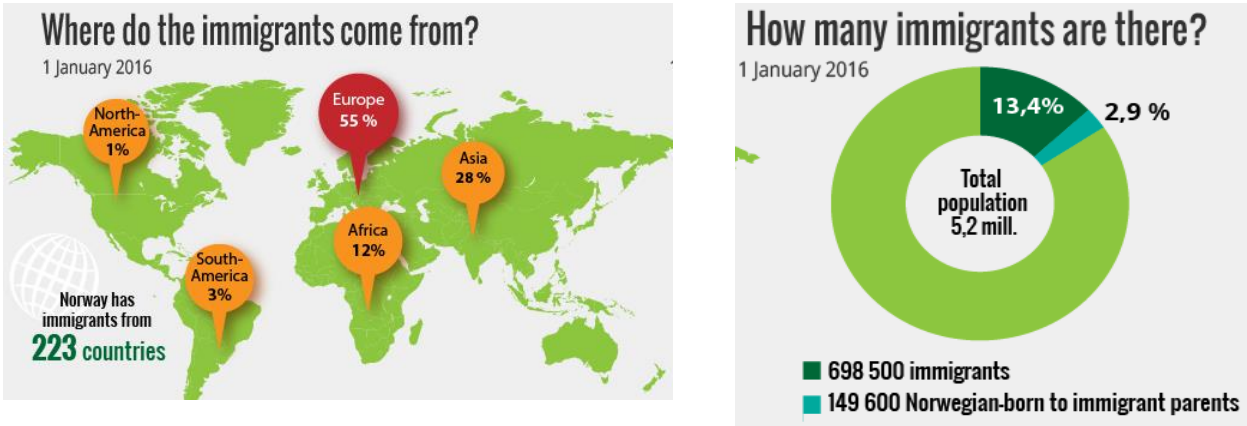 Where do the immigrants come from?
1 January 2016
North-
America
1%
Europe
55 %
Asia
28 %
Africa
12%
South-
America
3%
Norway has
immigrants from
223 countries
How many immigrants are there?
1 January 2016
13,4%
2,9 %
Total
population
5,2 mill.
698 500 immigrants
149 600 Norwegian-born to immigrant parents